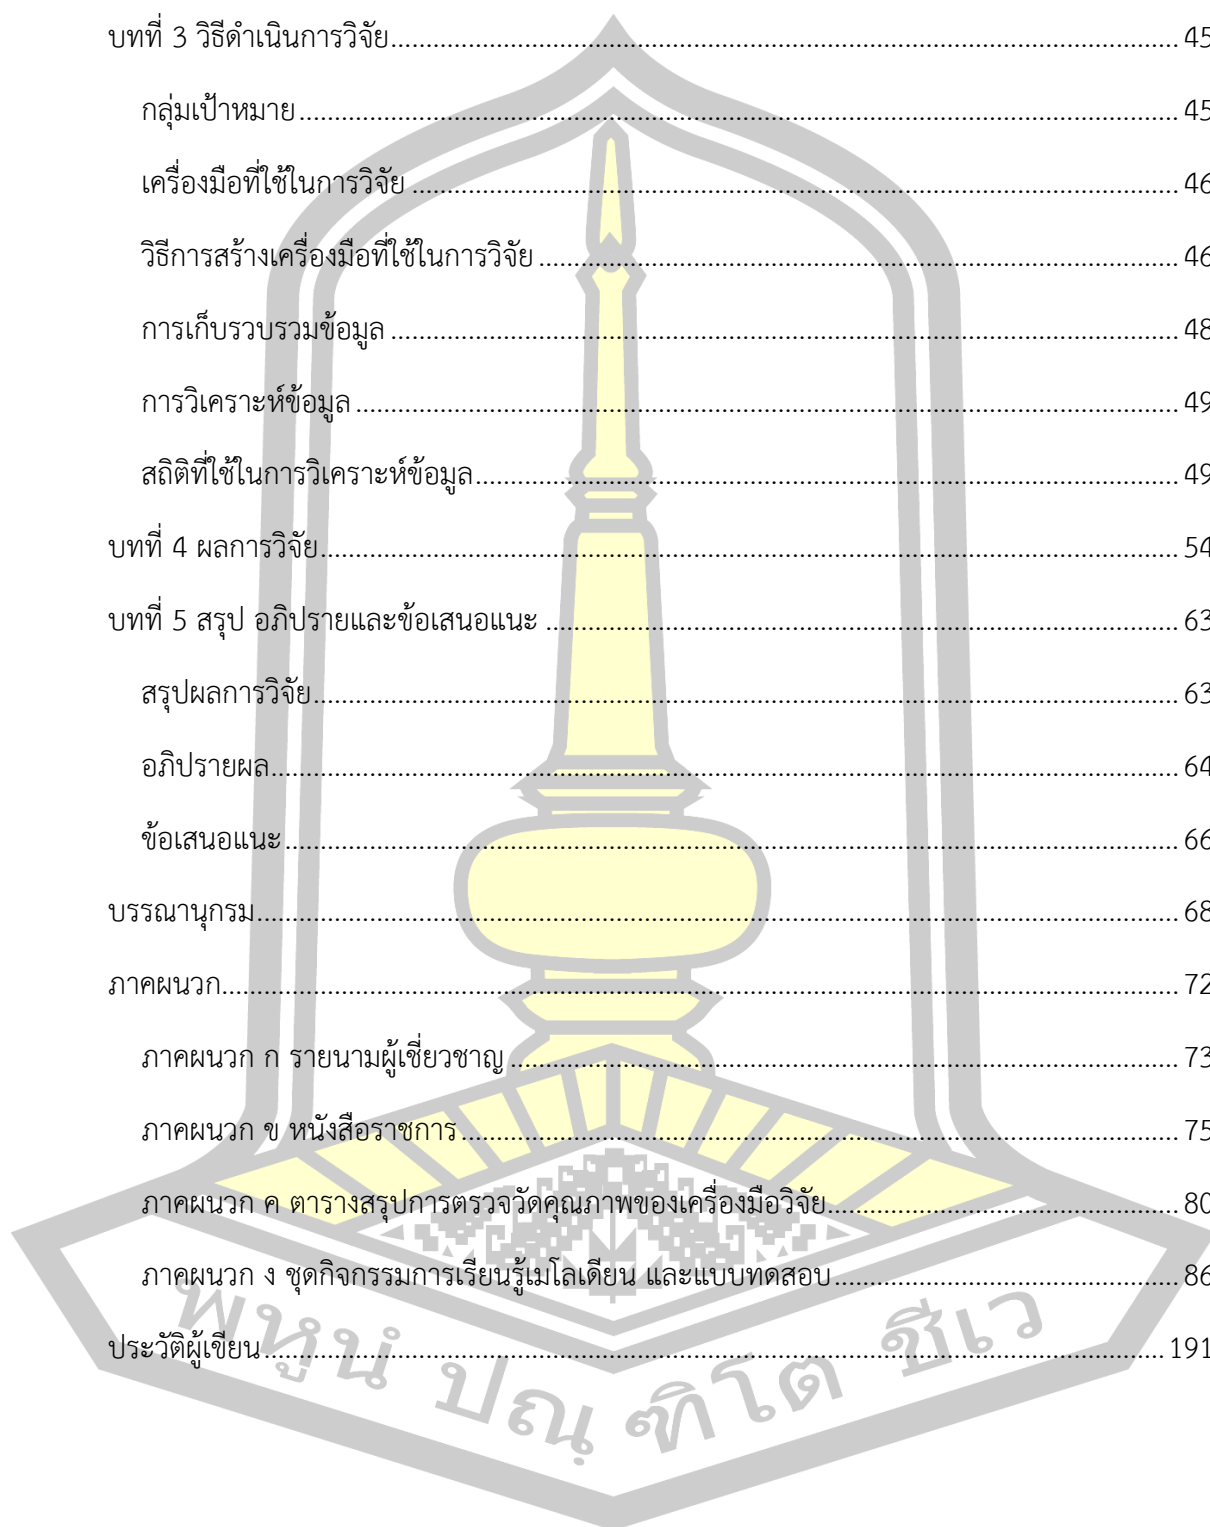 บทที่ 3 วิธีดำเนินการวิจัย.......................................................................................................... 45
กลุ่มเป้าหมาย...................................................................................................................... 45
เครื่องมือที่ใช้ในการวิจัย....................................................................................................... 46
วิธีการสร้างเครื่องมือที่ใช้ในการวิจัย...................................................................................... 46
การเก็บรวบรวมข้อมูล.......................................................................................................... 48
การวิเคราะห์ข้อมูล............................................................................................................... 49
สถิติที่ใช้ในการวิเคราะห์ข้อมูล............................................................................................... 49
บทที่ 4 ผลการวิจัย................................................................................................................... 54
บทที่ 5 สรุป อภิปรายและข้อเสนอแนะ..................................................................................... 63
สรุปผลการวิจัย.................................................................................................................... 63
อภิปรายผล.......................................................................................................................... 64
ข้อเสนอแนะ........................................................................................................................ 66
บรรณานุกรม............................................................................................................................ 68
ภาคผนวก................................................................................................................................. 72
ภาคผนวก ก รายนามผู้เชี่ยวชาญ.......................................................................................... 73
ภาคผนวก ข หนังสือราชการ................................................................................................. 75
ภาคผนวก ค ตารางสรุปการตรวจวัดคุณภาพของเครื่องมือวิจัย............................................... 80
ภาคผนวก ง ชุดกิจกรรมการเรียนรู้เมโลเดียน และแบบทดสอบ............................................... 86
ประวัติผู้เขียน......................................................................................................................... 191
พหูนํ ปณฺฑิโต ชีเว